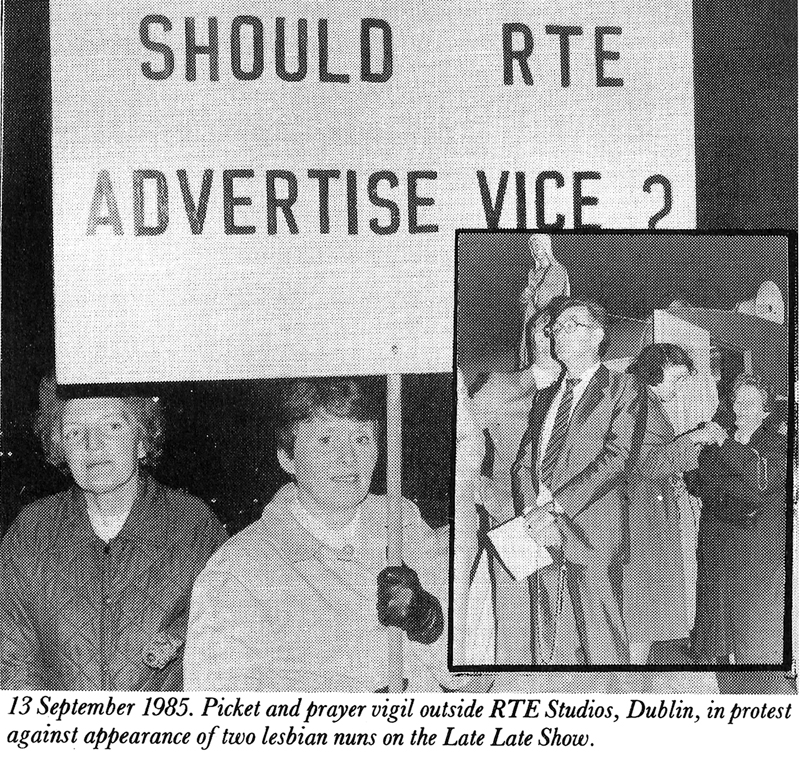 SHOULD RTE
ADVERTISE VICE ?
13 September 1985. Picket and prayer vigil outside RTE Studios, Dublin, in protest
against appearance of two lesbian nuns on the Late Late Show.